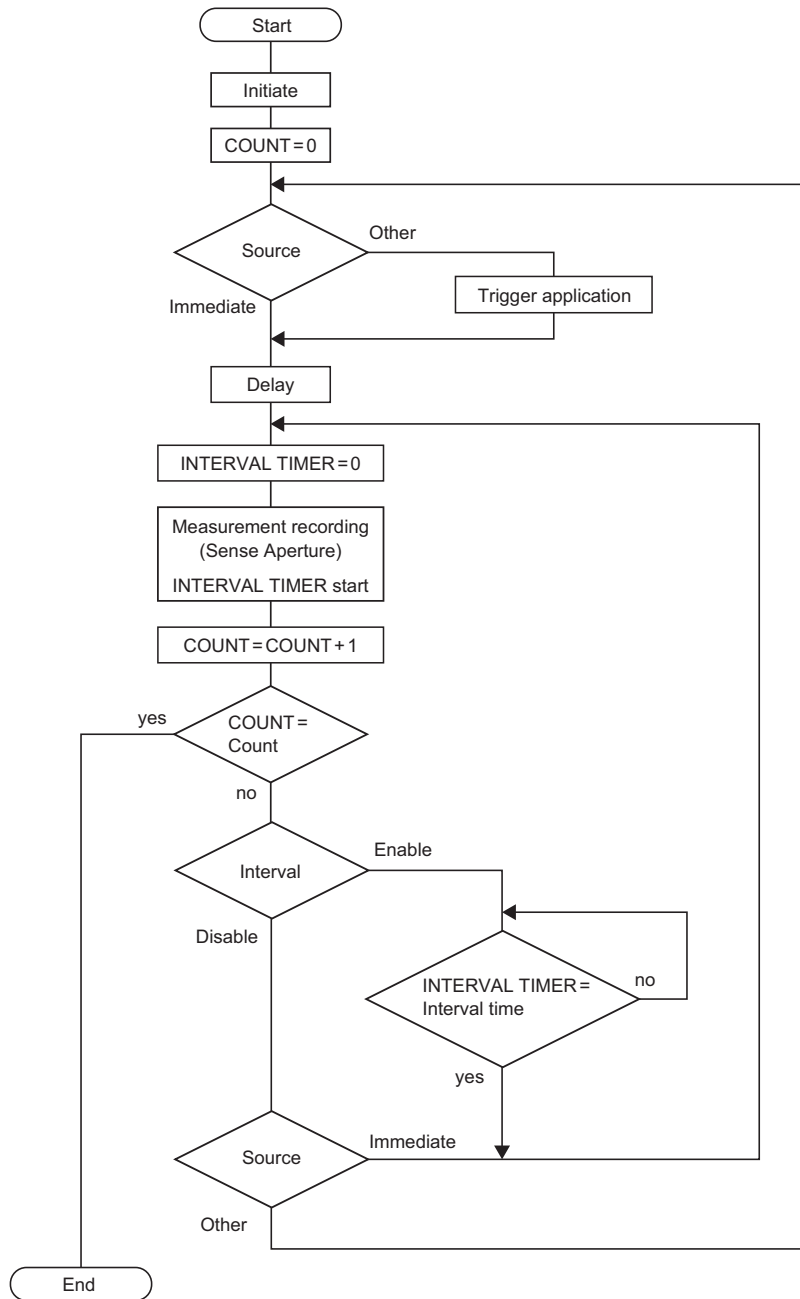 Start
Initiate
COUNT=0
Source
Other
Immediate
Trigger application
Delay
INTERVAL TIMER=0
Measurement recording
(Sense Aperture)
INTERVAL TIMER start
COUNT=COUNT+1
yes
COUNT=
Count
no
Interval
Enable
Disable
INTERVAL TIMER=
Interval time
no
yes
Source
Immediate
Other
End